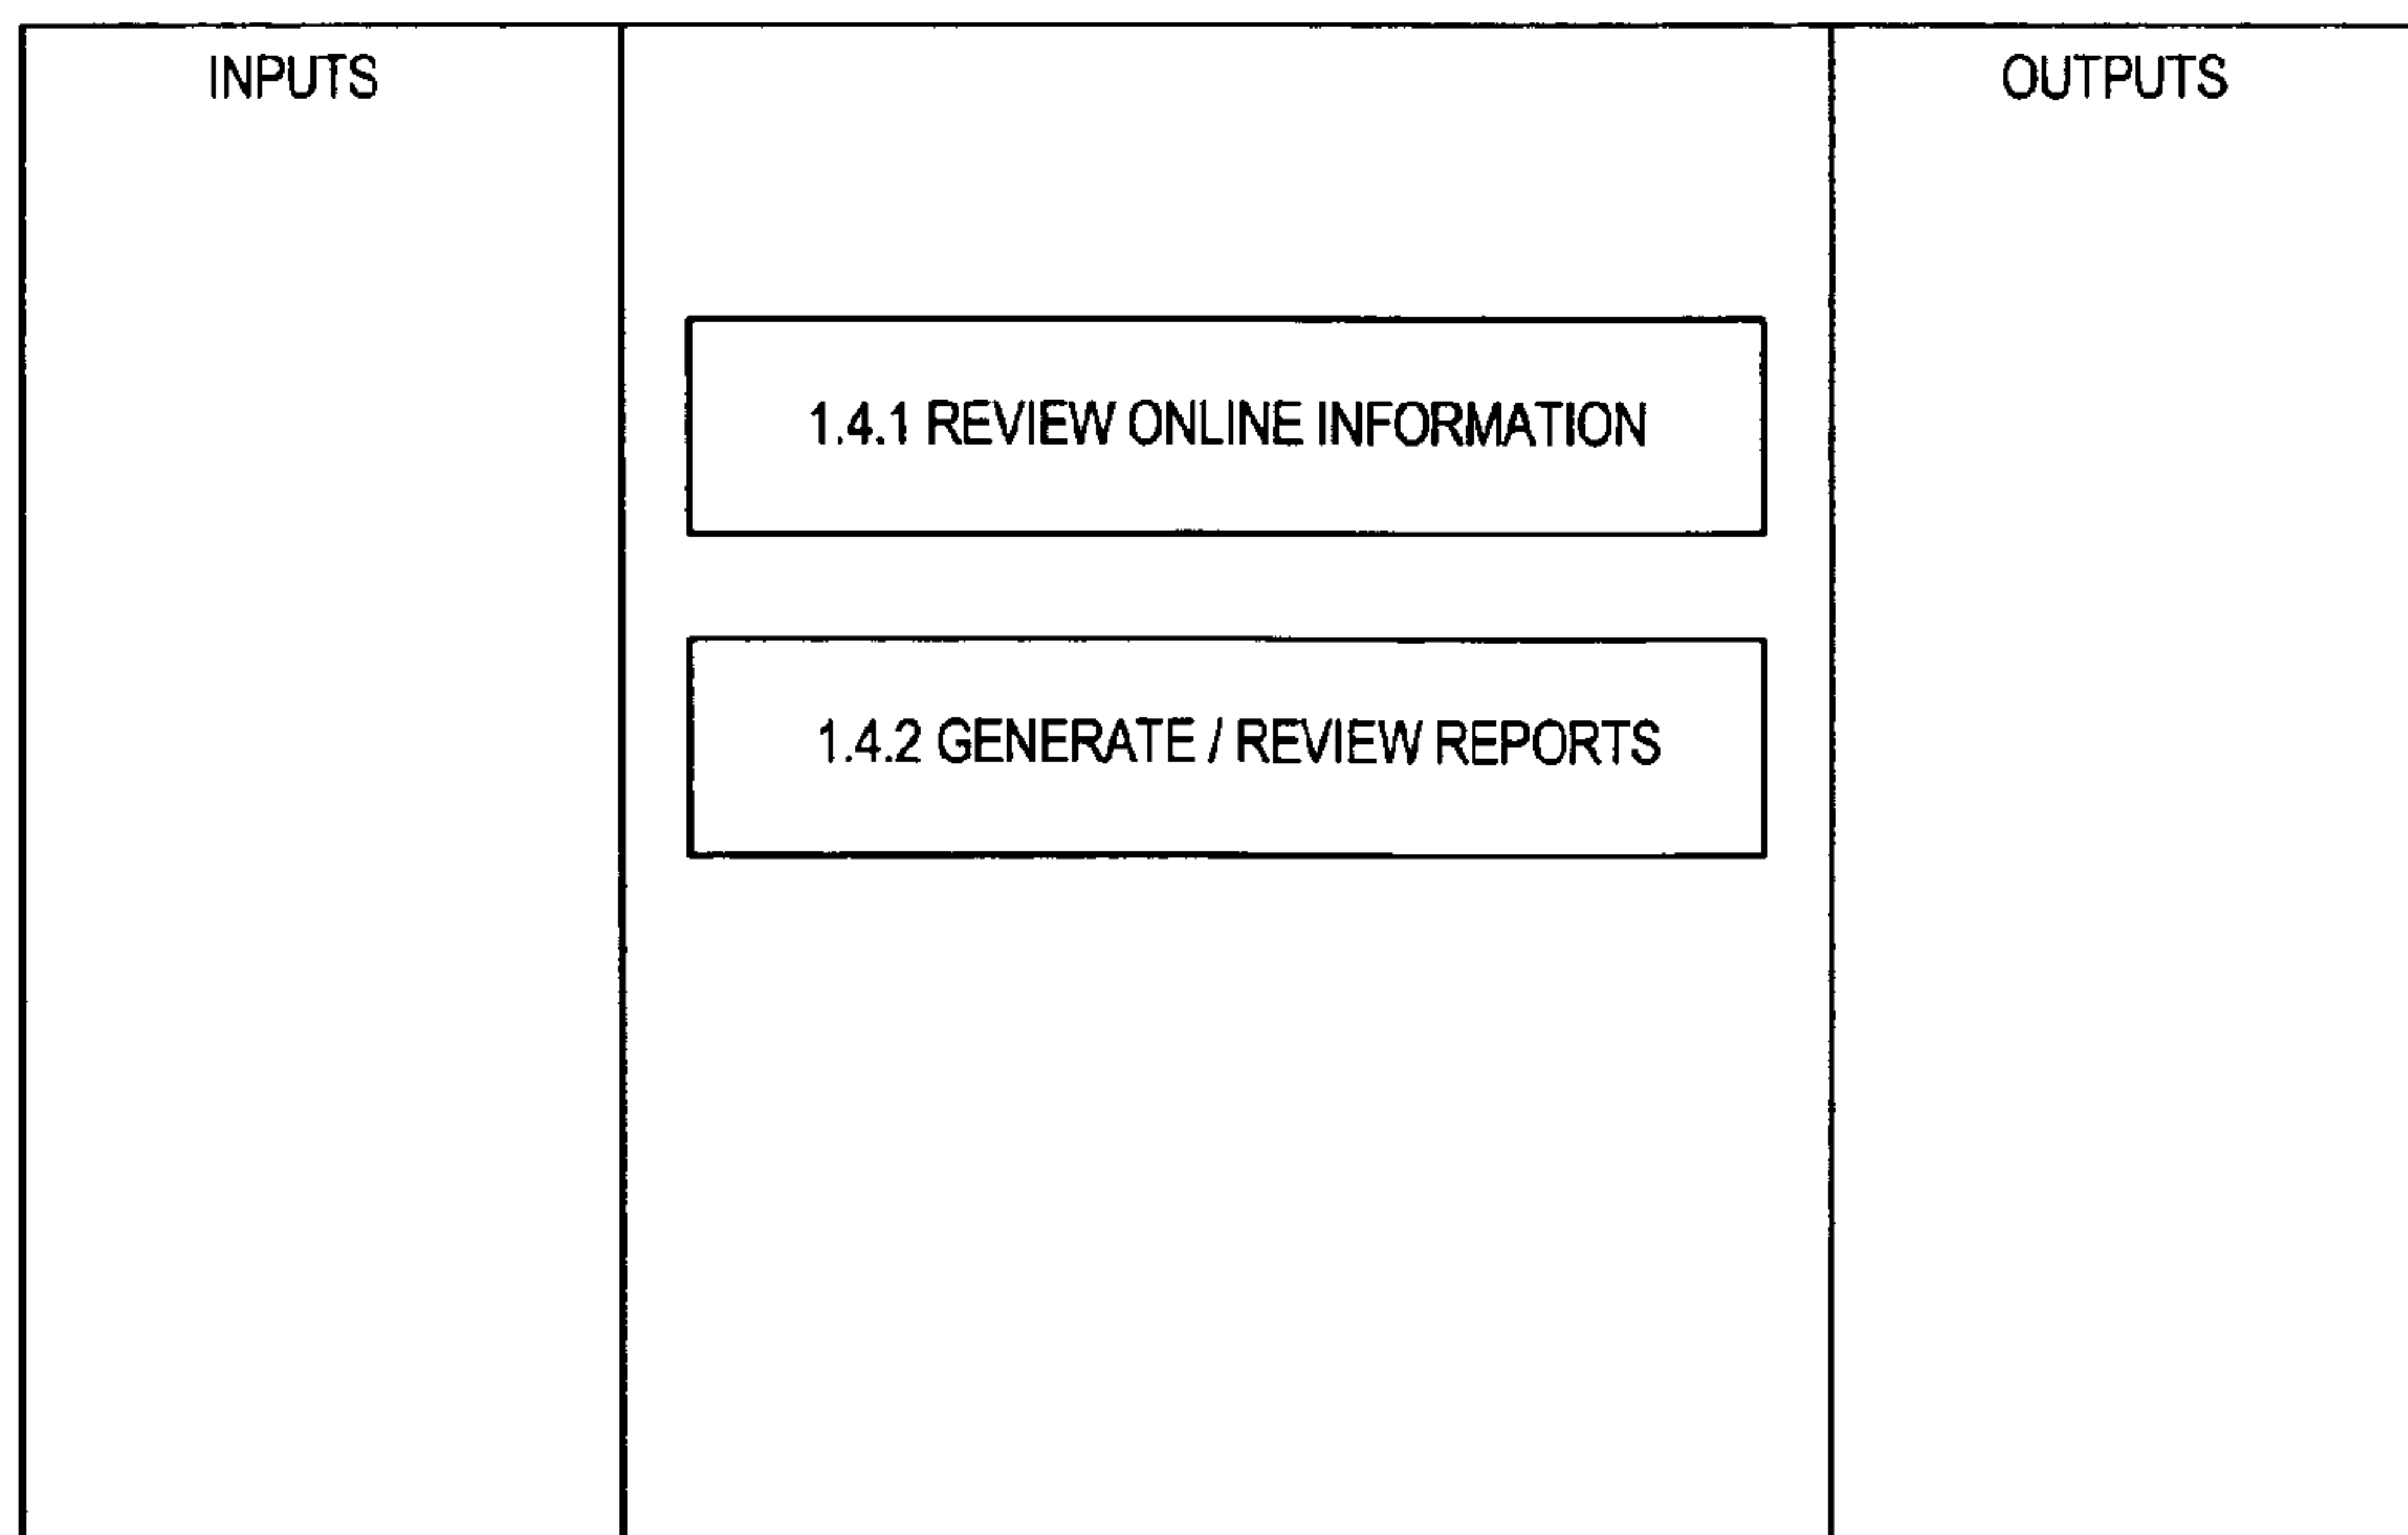 INPUTS
OUTPUTS
1.4.1 REVIEW ONLINE INFORMATION
1.4.2 GENERATE / REVIEW REPORTS